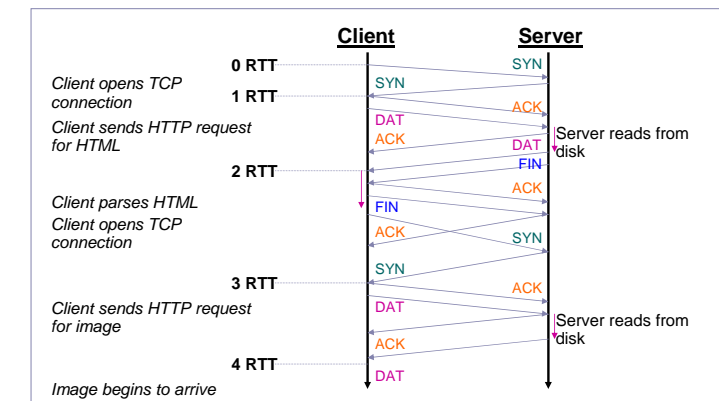 Client Server
0 RTT SYN
Client opens TCP
connection
SYN
1 RTT ACK
DAT
Client sends HTTP request
for HTML
ACK DAT Server reads from
disk
FIN
2 RTT
ACK
Client parses HTML
FIN
Client opens TCP
connection
ACK SYN
SYN
3 RTT ACK
Client sends HTTP request
for image
DAT
Server reads from
disk
ACK
4 RTT
DAT
Image begins to arrive